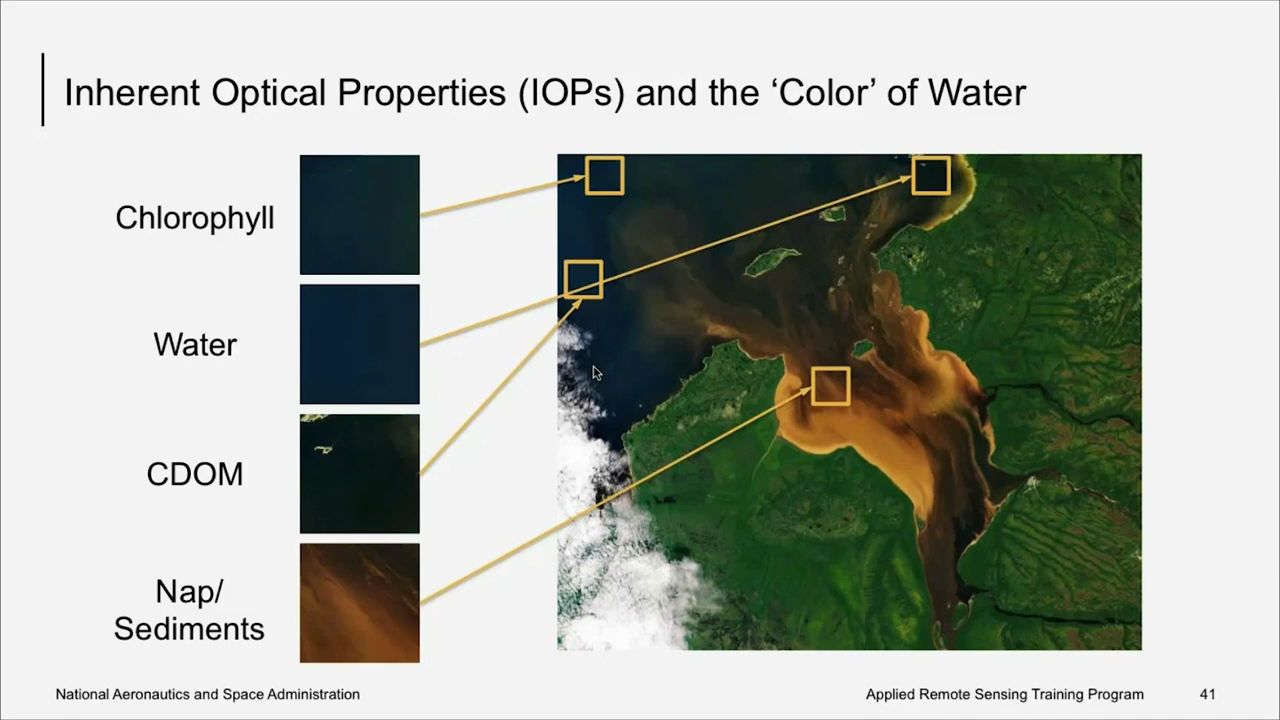 Inherent Optical Properties (IOPs) and the ‘Color’ of Water
Chlorophyll
Water
CDOM
Nap/
Sediments
National Aeronautics and Space Administration
Applied Remote Sensing Training Program
41